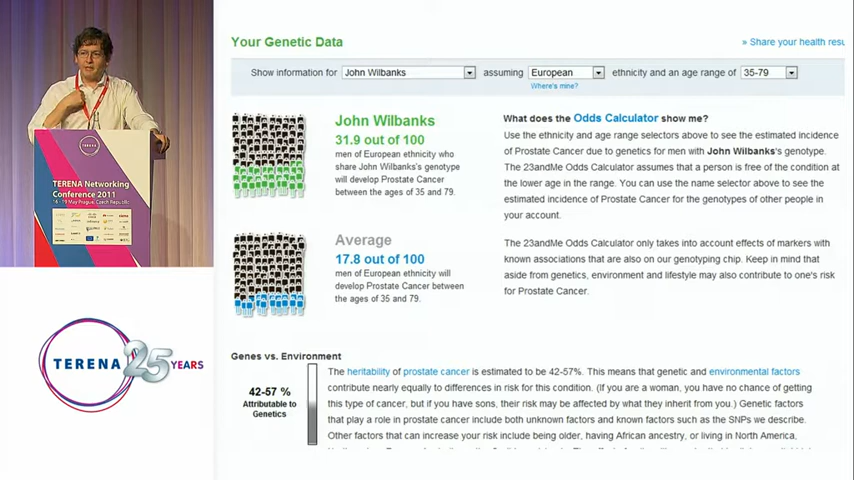 TERENA
TERENA Networking
Conference 2011
16 - 19 May Prague, Czech Republic
TERENA 25 YEARS
Your Genetic Data
» Share your health resu
Show information for John Wilbanks assuming European ethnicity and an age range of 35-79
Where's mine?
John Wilbanks
31.9 out of 100
men of European ethnicity who
share John Wilbanks's genotype
will develop Prostate Cancer
between the ages of 35 and 79.
Average
17.8 out of 100
men of European ethnicity will
develop Prostate Cancer between
the ages of 35 and 79.
What does the Odds Calculator show me?
Use the ethnicity and age range selectors above to see the estimated incidence
of Prostate Cancer due to genetics for men with John Wilbanks's genotype.
The 23andMe Odds Calculator assumes that a person is free of the condition at
the lower age in the range. You can use the name selector above to see the
estimated incidence of Prostate Cancer for the genotypes of other people in
your account.
The 23andMe Odds Calculator only takes into account effects of markers with
known associations that are also on our genotyping chip. Keep in mind that
aside from genetics, environment and lifestyle may also contribute to one's risk
for Prostate Cancer.
Genes vs. Environment
42-57 %
Attributable to
Genetics
The heritability of prostate cancer is estimated to be 42-57%. This means that genetic and environmental factors
contribute nearly equally to differences in risk for this condition. (If you are a woman, you have no chance of getting
this type of cancer, but if you have sons, their risk may be affected by what they inherit from you.) Genetic factors
that play a role in prostate cancer include both unknown factors and known factors such as the SNPs we describe.
Other factors that can increase your risk include being older, having African ancestry, or living in North America,